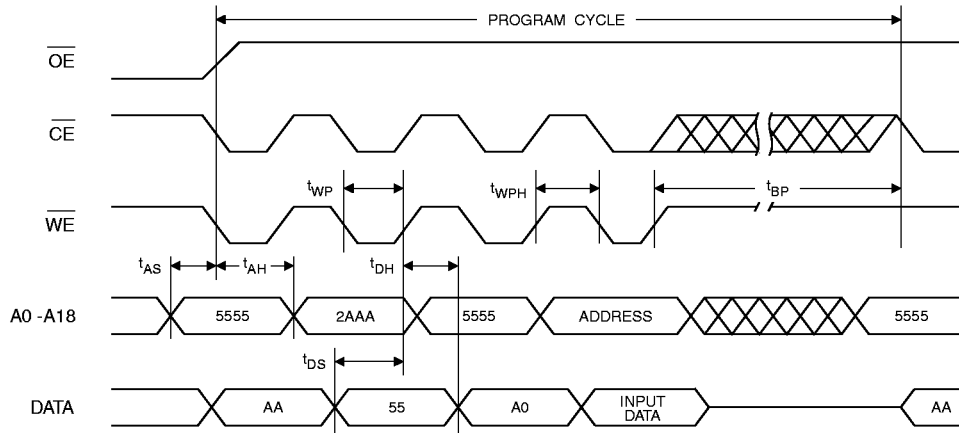 PROGRAM CYCLE
OE
CE
tWP
tWPH
tBP
WE
tAS
tAH
tDH
A0 -A18
5555
2AAA
5555
ADDRESS
5555
tDS
DATA
AA
55
A0
INPUT
DATA
AA